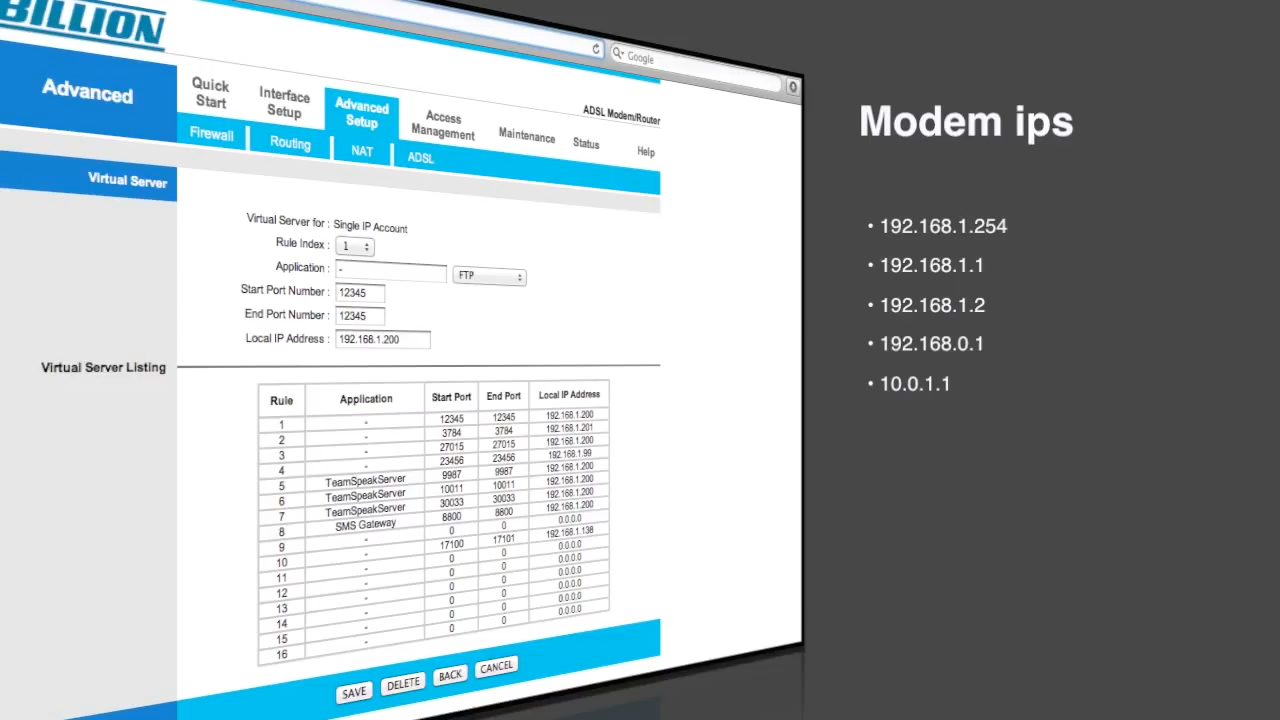 BILLION
Google
ADSL Modem/Router
Advanced
Quick Start
Interface Setup
Advanced Setup
Access Management
Maintenance
Status
Help
Firewall
Routing
NAT
ADSL
Virtual Server
Virtual Server for : Single IP Account
Rule Index : 1
Application : - FTP
Start Port Number : 12345
End Port Number : 12345
Local IP Address : 192.168.1.200
Virtual Server Listing
Rule Application Start Port End Port Local IP Address
1 - 12345 12345 192.168.1.200
2 - 3784 3784 192.168.1.201
3 - 27015 27015 192.168.1.200
4 - 23456 23456 192.168.1.99
5 TeamSpeakServer 9987 9987 192.168.1.200
6 TeamSpeakServer 10011 10011 192.168.1.200
7 TeamSpeakServer 30033 30033 192.168.1.200
8 SMS Gateway 8800 8800 192.168.1.200
9 - 0 0 0.0.0.0
10 - 17100 17101 192.168.1.138
11 - 0 0 0.0.0.0
12 - 0 0 0.0.0.0
13 - 0 0 0.0.0.0
14 - 0 0 0.0.0.0
15 - 0 0 0.0.0.0
16 - 0 0 0.0.0.0
SAVE DELETE BACK CANCEL
Modem ips
• 192.168.1.254
• 192.168.1.1
• 192.168.1.2
• 192.168.0.1
• 10.0.1.1